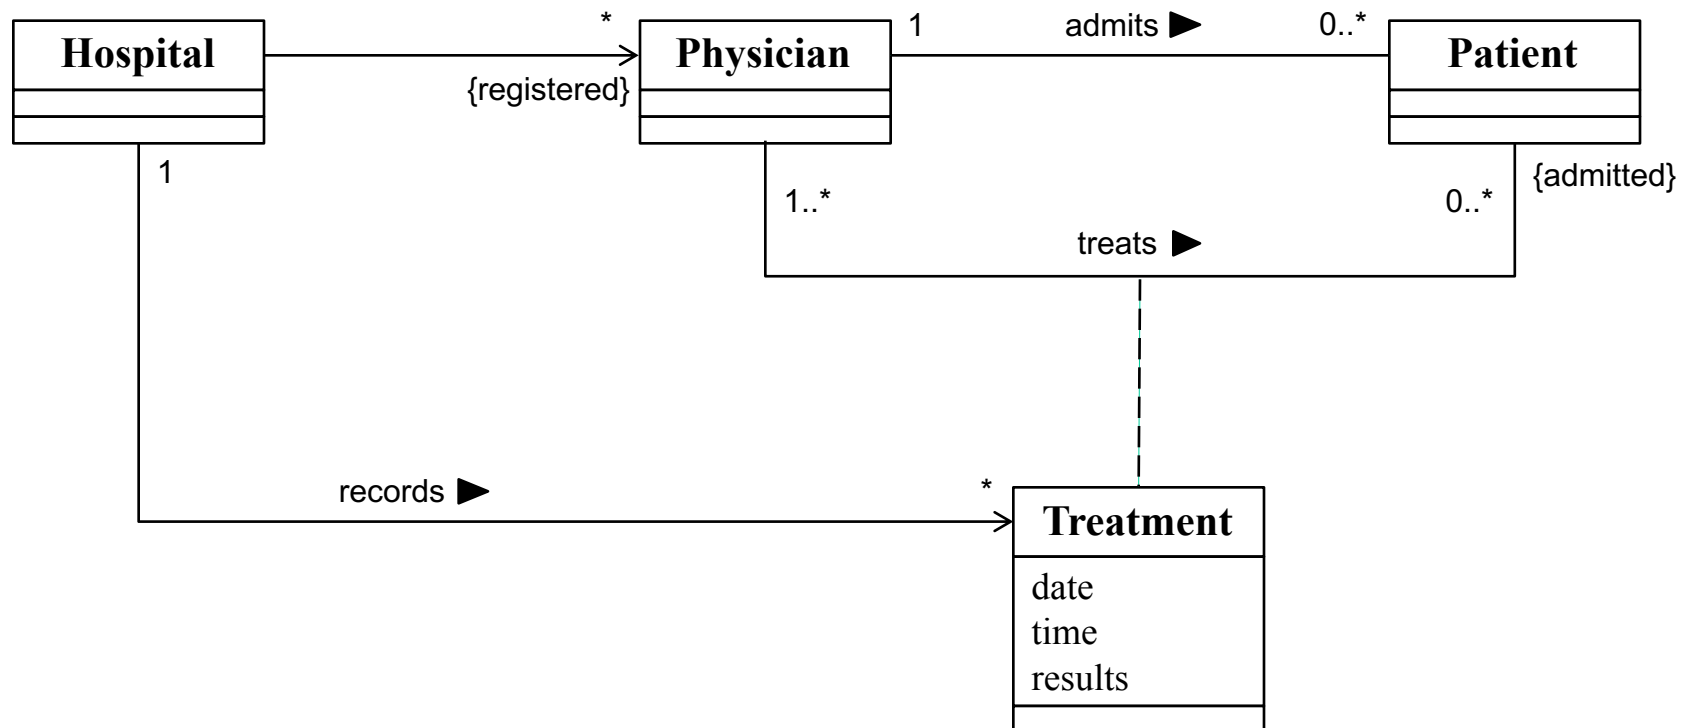 Hospital
*
{registered}
Physician
1
admits ▶
0..*
Patient
1
1..*
treats ▶
0..*
{admitted}
records ▶
*
Treatment
date
time
results